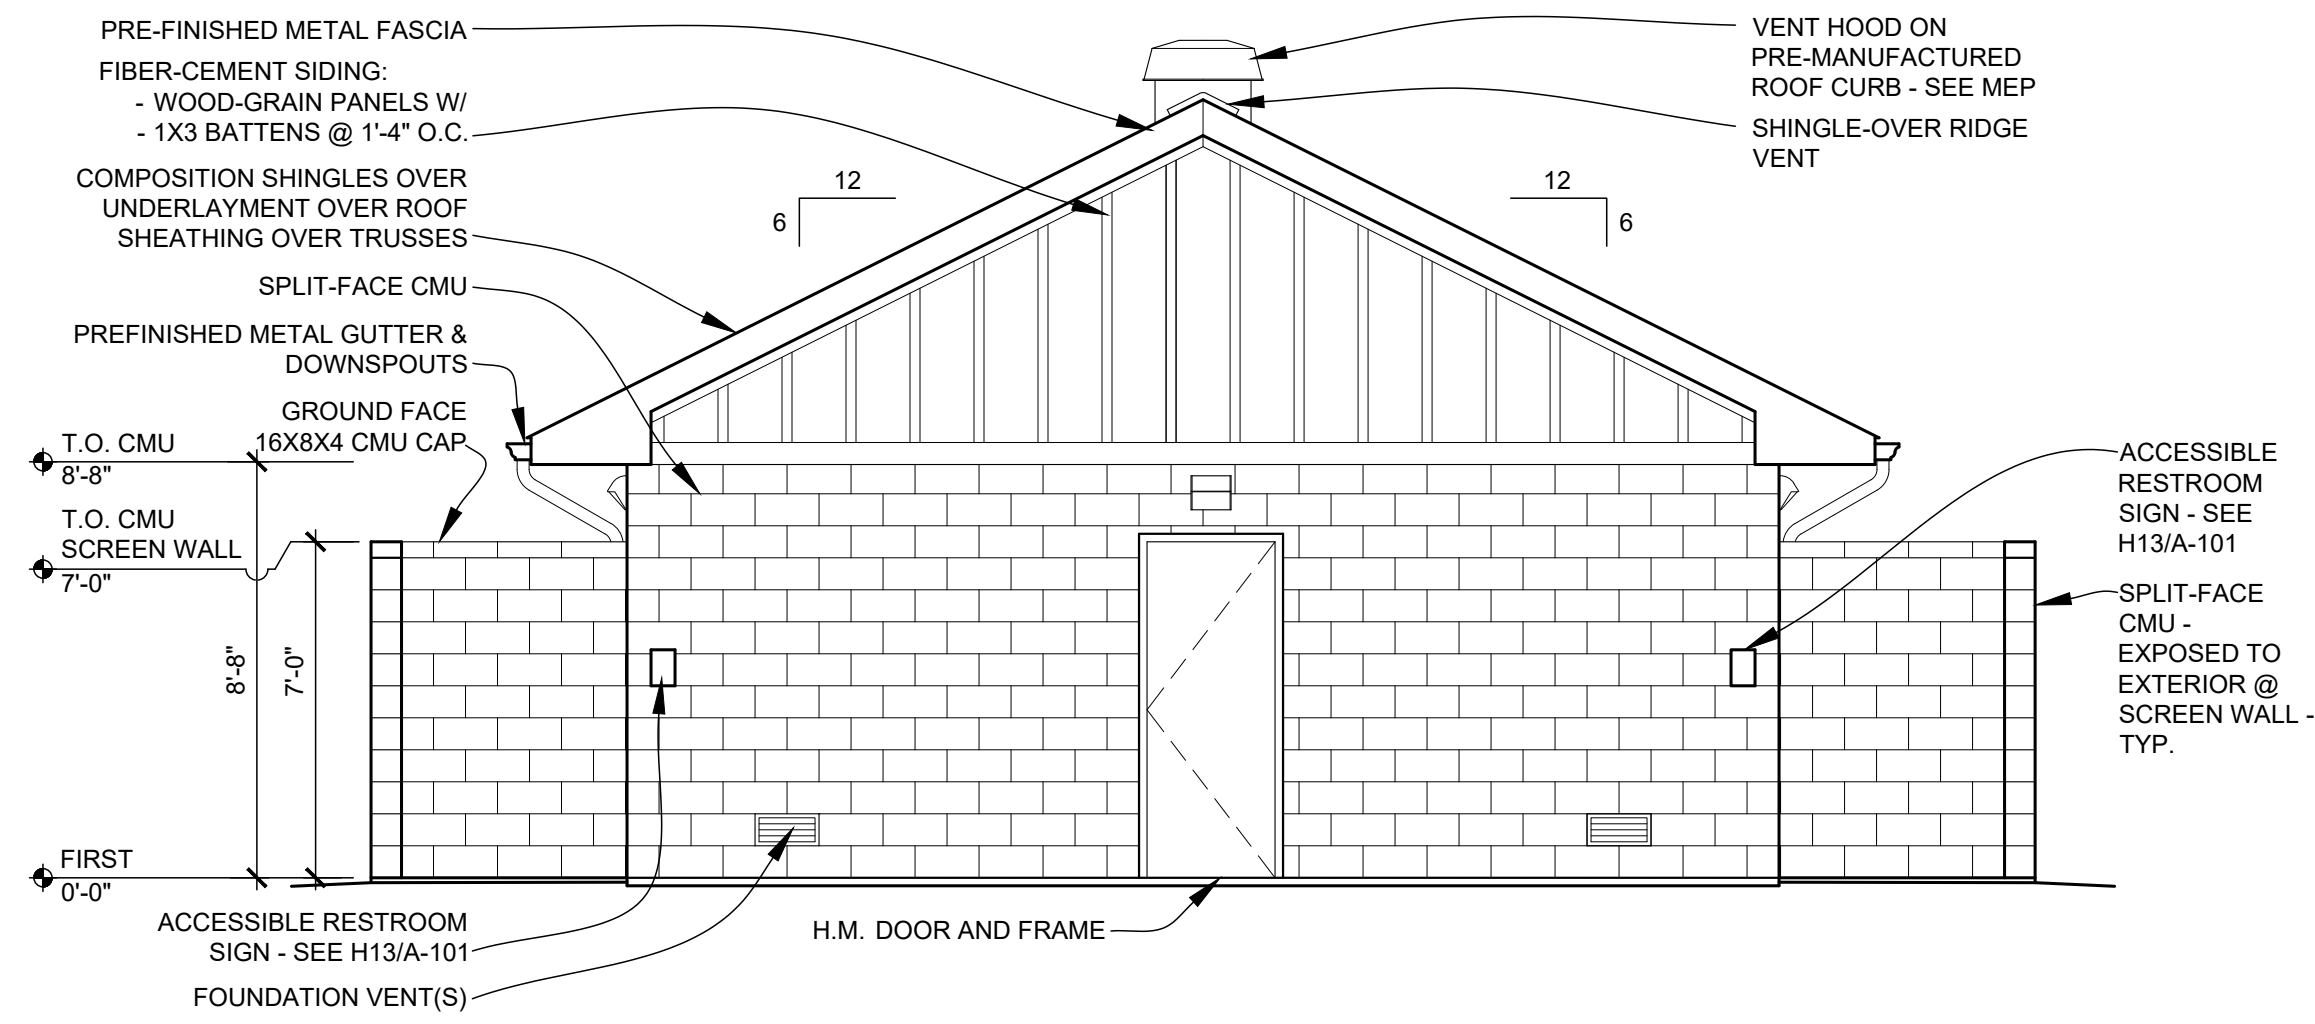 PRE-FINISHED METAL FASCIA
FIBER-CEMENT SIDING:
- WOOD-GRAIN PANELS W/
- 1X3 BATTENS @ 1'-4" O.C.
COMPOSITION SHINGLES OVER
UNDERLAYMENT OVER ROOF
SHEATHING OVER TRUSSES
SPLIT-FACE CMU
PREFINISHED METAL GUTTER &
DOWNSPOUTS
GROUND FACE
16X8X4 CMU CAP
T.O. CMU
8'-8"
T.O. CMU
SCREEN WALL
7'-0"
8'-8"
7'-0"
FIRST
0'-0"
ACCESSIBLE RESTROOM
SIGN - SEE H13/A-101
FOUNDATION VENT(S)
H.M. DOOR AND FRAME
12
6
12
6
VENT HOOD ON
PRE-MANUFACTURED
ROOF CURB - SEE MEP
SHINGLE-OVER RIDGE
VENT
ACCESSIBLE
RESTROOM
SIGN - SEE
H13/A-101
SPLIT-FACE
CMU -
EXPOSED TO
EXTERIOR @
SCREEN WALL -
TYP.